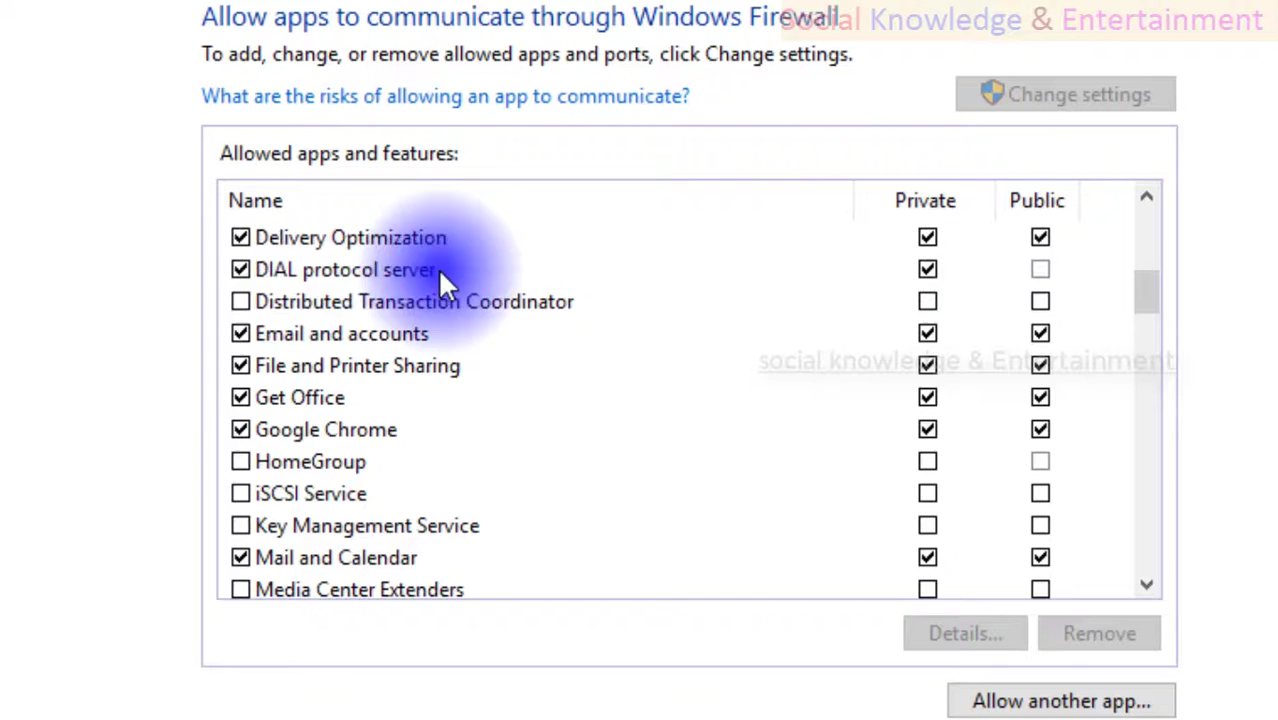 Allow apps to communicate through Windows Firewall
Social Knowledge & Entertainment
To add, change, or remove allowed apps and ports, click Change settings.
What are the risks of allowing an app to communicate?
Change settings
Allowed apps and features:
Name Private Public
Delivery Optimization
DIAL protocol server
Distributed Transaction Coordinator
Email and accounts
social knowledge & Entertainment
File and Printer Sharing
Get Office
Google Chrome
HomeGroup
iSCSI Service
Key Management Service
Mail and Calendar
Media Center Extenders
Details... Remove
Allow another app...